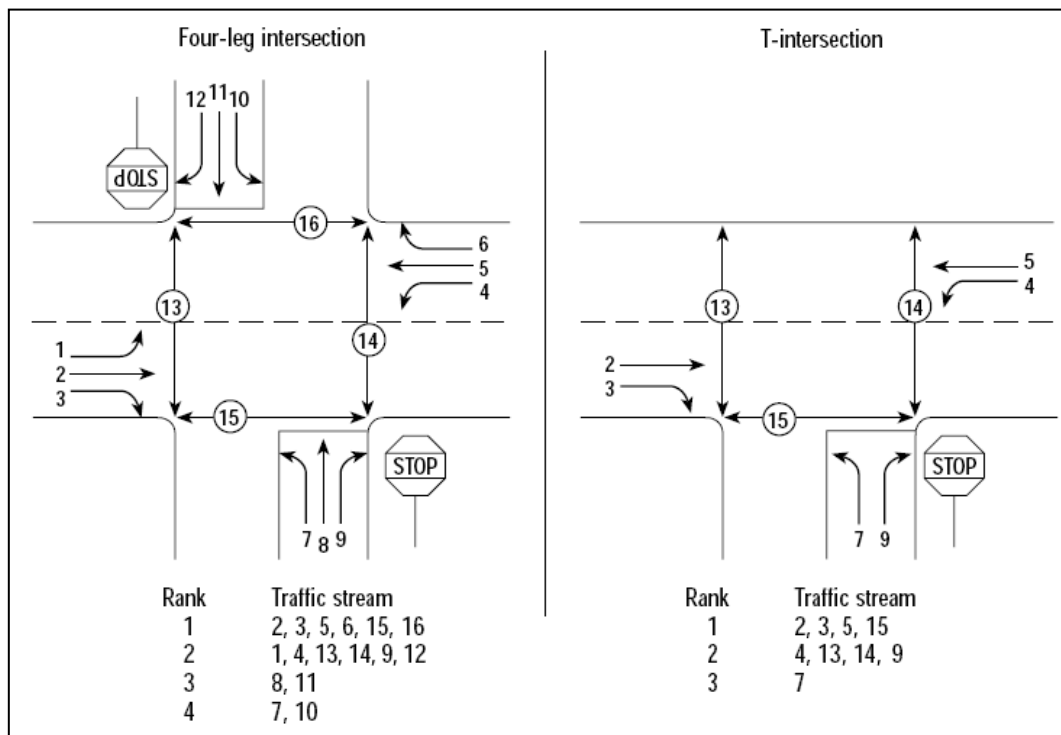 Four-leg intersection
T-intersection
12 11 10
STOP
16
6
5
4
13
14
1
2
3
15
STOP
7 8 9
5
4
13
14
2
3
15
STOP
7 9
Rank Traffic stream
1 2, 3, 5, 6, 15, 16
2 1, 4, 13, 14, 9, 12
3 8, 11
4 7, 10
Rank Traffic stream
1 2, 3, 5, 15
2 4, 13, 14, 9
3 7